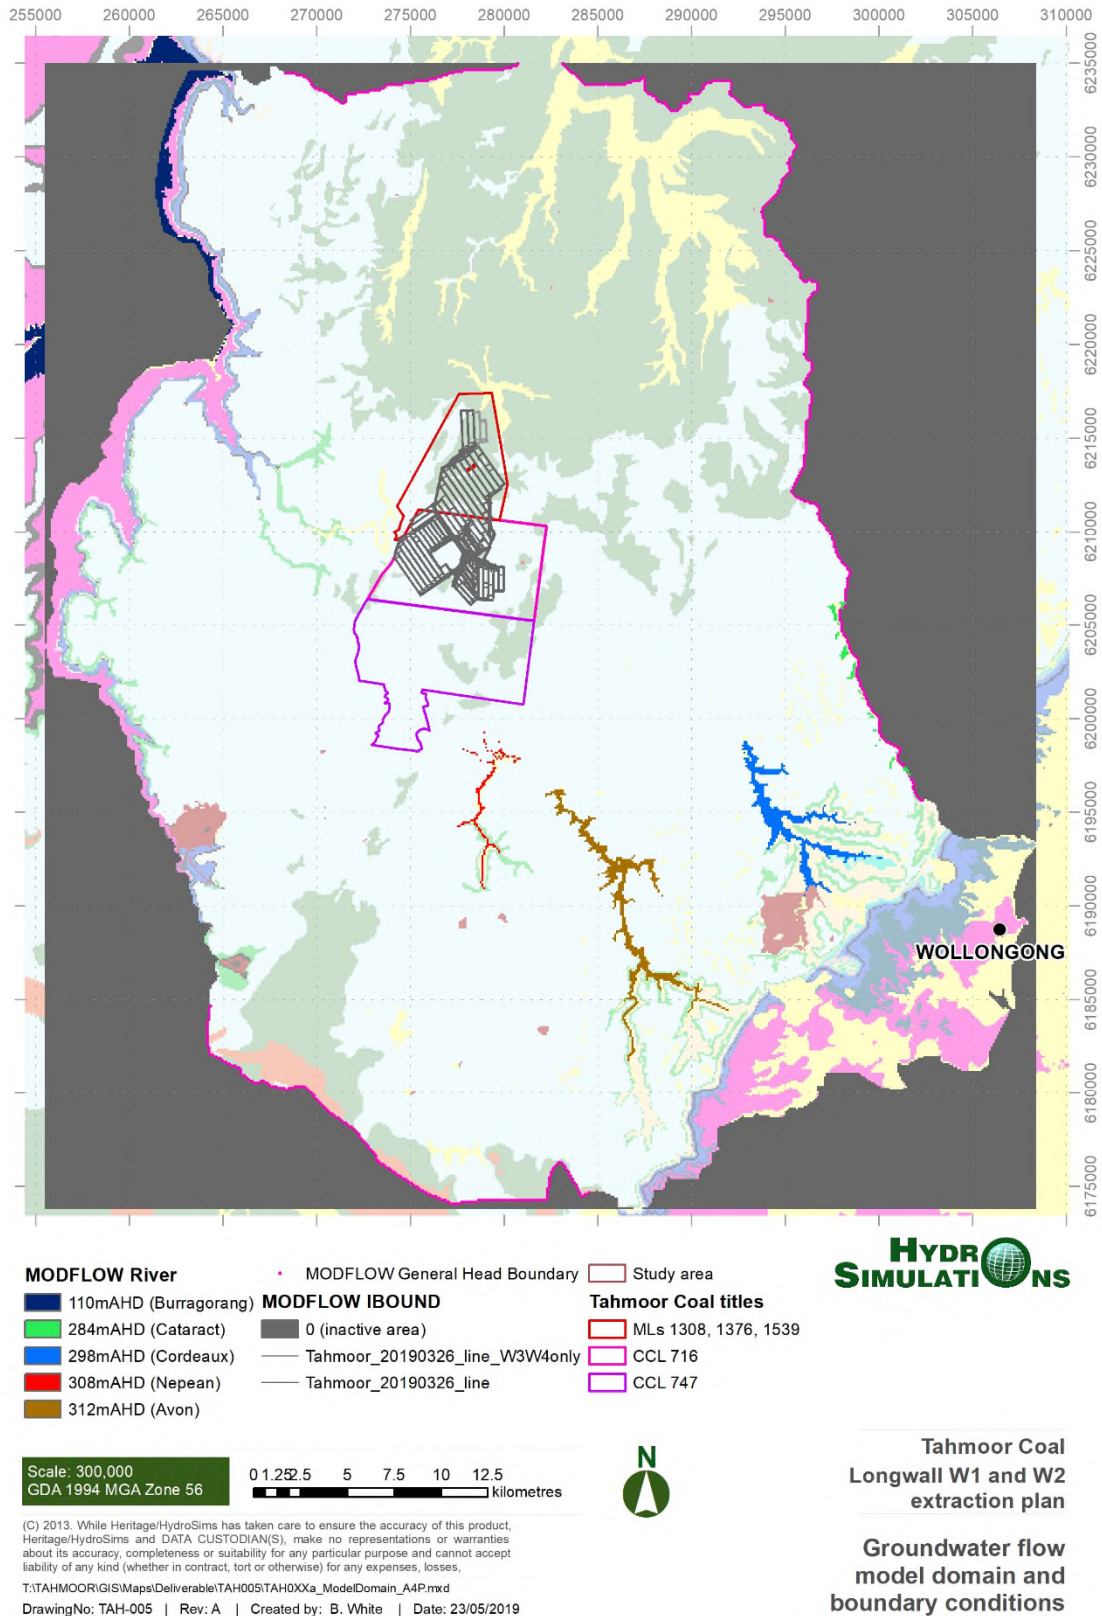 255000 260000 265000 270000 275000 280000 285000 290000 295000 300000 305000 310000
6235000
6230000
6225000
6220000
6215000
6210000
6205000
6200000
6195000
6190000
WOLLONGONG
6185000
6180000
6175000
HYDRO
SIMULATIONS
MODFLOW River
110mAHD (Burragorang)
284mAHD (Cataract)
298mAHD (Cordeaux)
308mAHD (Nepean)
312mAHD (Avon)
MODFLOW General Head Boundary
MODFLOW IBOUND
0 (inactive area)
Tahmoor_20190326_line_W3W4only
Tahmoor_20190326_line
Study area
Tahmoor Coal titles
MLs 1308, 1376, 1539
CCL 716
CCL 747
Scale: 300,000
GDA 1994 MGA Zone 56
0 1.25 2.5 5 7.5 10 12.5
kilometres
N
Tahmoor Coal
Longwall W1 and W2
extraction plan
(C) 2013. While Heritage/HydroSims has taken care to ensure the accuracy of this product,
Heritage/HydroSims and DATA CUSTODIAN(S), make no representations or warranties
about its accuracy, completeness or suitability for any particular purpose and cannot accept
liability of any kind (whether in contract, tort or otherwise) for any expenses, losses,
T:\TAHMOOR\GIS\Maps\Deliverable\TAH005\TAH0XXa_ModelDomain_A4P.mxd
DrawingNo: TAH-005 | Rev: A | Created by: B. White | Date: 23/05/2019
Groundwater flow
model domain and
boundary conditions